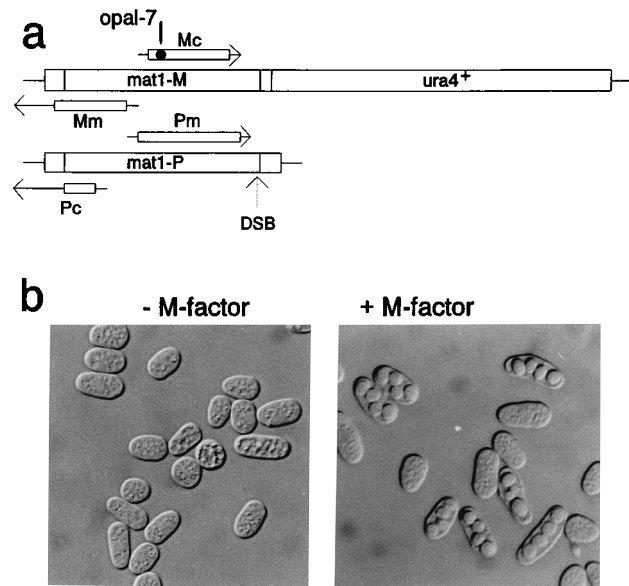 a
opal-7
Mc
mat1-M
ura4+
Mm
Pm
mat1-P
Pc
DSB
b
- M-factor
+ M-factor